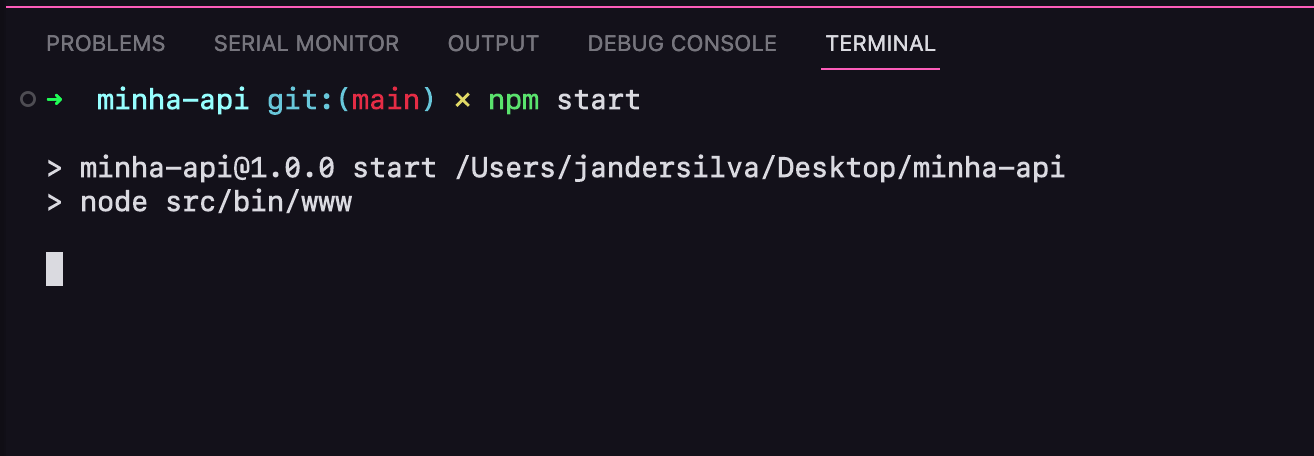 PROBLEMS SERIAL MONITOR OUTPUT DEBUG CONSOLE TERMINAL
➜ minha-api git:(main) × npm start
> minha-api@1.0.0 start /Users/jandersilva/Desktop/minha-api
> node src/bin/www